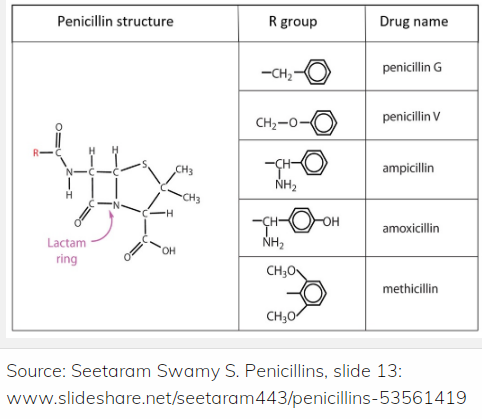 Penicillin structure R group Drug name
—CH₂— penicillin G
CH₂—O— penicillin V
—CH— ampicillin
NH₂
—CH— —OH amoxicillin
NH₂
CH₃O
methicillin
CH₃O
O
R—C H H
N—C—C S CH₃
H C CH₃
C—N C—H
O
Lactam C
ring O OH
Source: Seetaram Swamy S. Penicillins, slide 13:
www.slideshare.net/seetaram443/penicillins-53561419